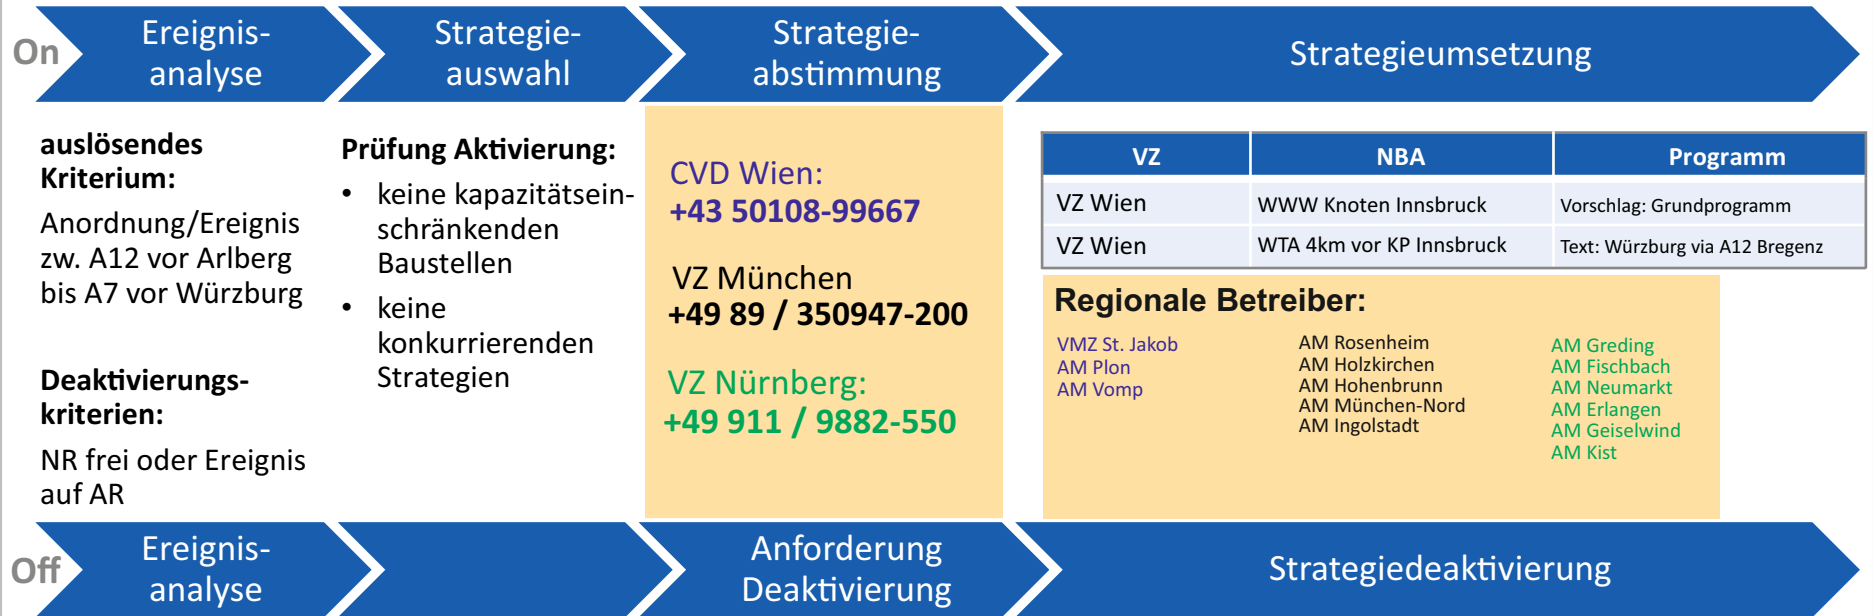 On
Ereignis-
analyse
Strategie-
auswahl
Strategie-
abstimmung
Strategieumsetzung
auslösendes
Kriterium:
Anordnung/Ereignis
zw. A12 vor Arlberg
bis A7 vor Würzburg
Deaktivierungs-
kriterien:
NR frei oder Ereignis
auf AR
Prüfung Aktivierung:
• keine kapazitätsein-
schränkenden
Baustellen
• keine
konkurrierenden
Strategien
CVD Wien:
+43 50108-99667
VZ München
+49 89 / 350947-200
VZ Nürnberg:
+49 911 / 9882-550
VZ NBA Programm
VZ Wien WWW Knoten Innsbruck Vorschlag: Grundprogramm
VZ Wien WTA 4km vor KP Innsbruck Text: Würzburg via A12 Bregenz
Regionale Betreiber:
VMZ St. Jakob
AM Plon
AM Vomp
AM Rosenheim
AM Holzkirchen
AM Hohenbrunn
AM München-Nord
AM Ingolstadt
AM Greding
AM Fischbach
AM Neumarkt
AM Erlangen
AM Geiselwind
AM Kist
Off
Ereignis-
analyse
Anforderung
Deaktivierung
Strategiedeaktivierung